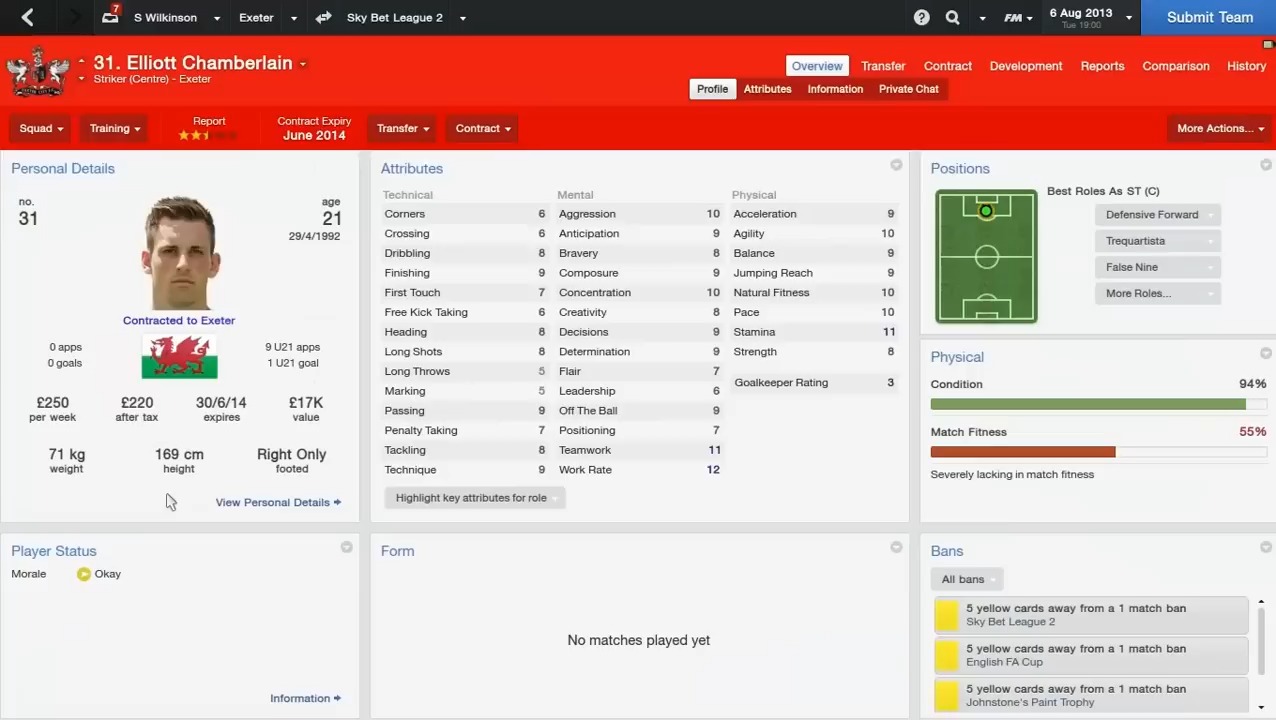 7 S Wilkinson Exeter Sky Bet League 2 FM 6 Aug 2013 Submit Team
Tue 19:00
31. Elliott Chamberlain
Striker (Centre) - Exeter
Overview Transfer Contract Development Reports Comparison History
Profile Attributes Information Private Chat
Squad Training Report Contract Expiry June 2014 Transfer Contract More Actions...
Personal Details
no.
31
age
21
29/4/1992
Contracted to Exeter
0 apps
0 goals
9 U21 apps
1 U21 goal
£250 £220 30/6/14 £17K
per week after tax expires value
71 kg 169 cm Right Only
weight height footed
View Personal Details
Attributes
Technical Mental Physical
Corners 6 Aggression 10 Acceleration 9
Crossing 6 Anticipation 9 Agility 10
Dribbling 8 Bravery 8 Balance 9
Finishing 9 Composure 9 Jumping Reach 9
First Touch 7 Concentration 10 Natural Fitness 10
Free Kick Taking 6 Creativity 8 Pace 10
Heading 8 Decisions 9 Stamina 11
Long Shots 8 Determination 9 Strength 8
Long Throws 5 Flair 7
Goalkeeper Rating 3
Marking 5 Leadership 6
Passing 9 Off The Ball 9
Penalty Taking 7 Positioning 7
Tackling 8 Teamwork 11
Technique 9 Work Rate 12
Highlight key attributes for role
Positions
Best Roles As ST (C)
Defensive Forward
Trequartista
False Nine
More Roles...
Physical
Condition 94%
Match Fitness 55%
Severely lacking in match fitness
Player Status
Morale Okay
Information
Form
No matches played yet
Bans
All bans
5 yellow cards away from a 1 match ban
Sky Bet League 2
5 yellow cards away from a 1 match ban
English FA Cup
5 yellow cards away from a 1 match ban
Johnstone's Paint Trophy